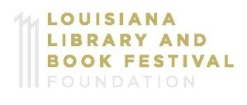 LOUISIANA
LIBRARY AND
BOOK FESTIVAL
FOUNDATION